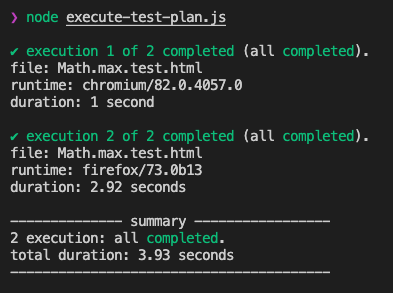 ❯ node execute-test-plan.js
✔ execution 1 of 2 completed (all completed).
file: Math.max.test.html
runtime: chromium/82.0.4057.0
duration: 1 second
✔ execution 2 of 2 completed (all completed).
file: Math.max.test.html
runtime: firefox/73.0b13
duration: 2.92 seconds
-------------- summary -----------------
2 execution: all completed.
total duration: 3.93 seconds
----------------------------------------